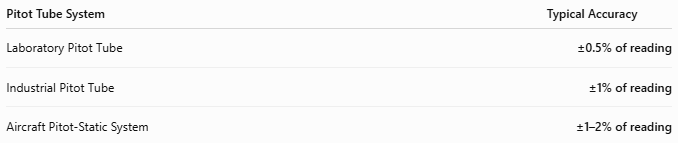 Pitot Tube System Typical Accuracy
Laboratory Pitot Tube ±0.5% of reading
Industrial Pitot Tube ±1% of reading
Aircraft Pitot-Static System ±1–2% of reading